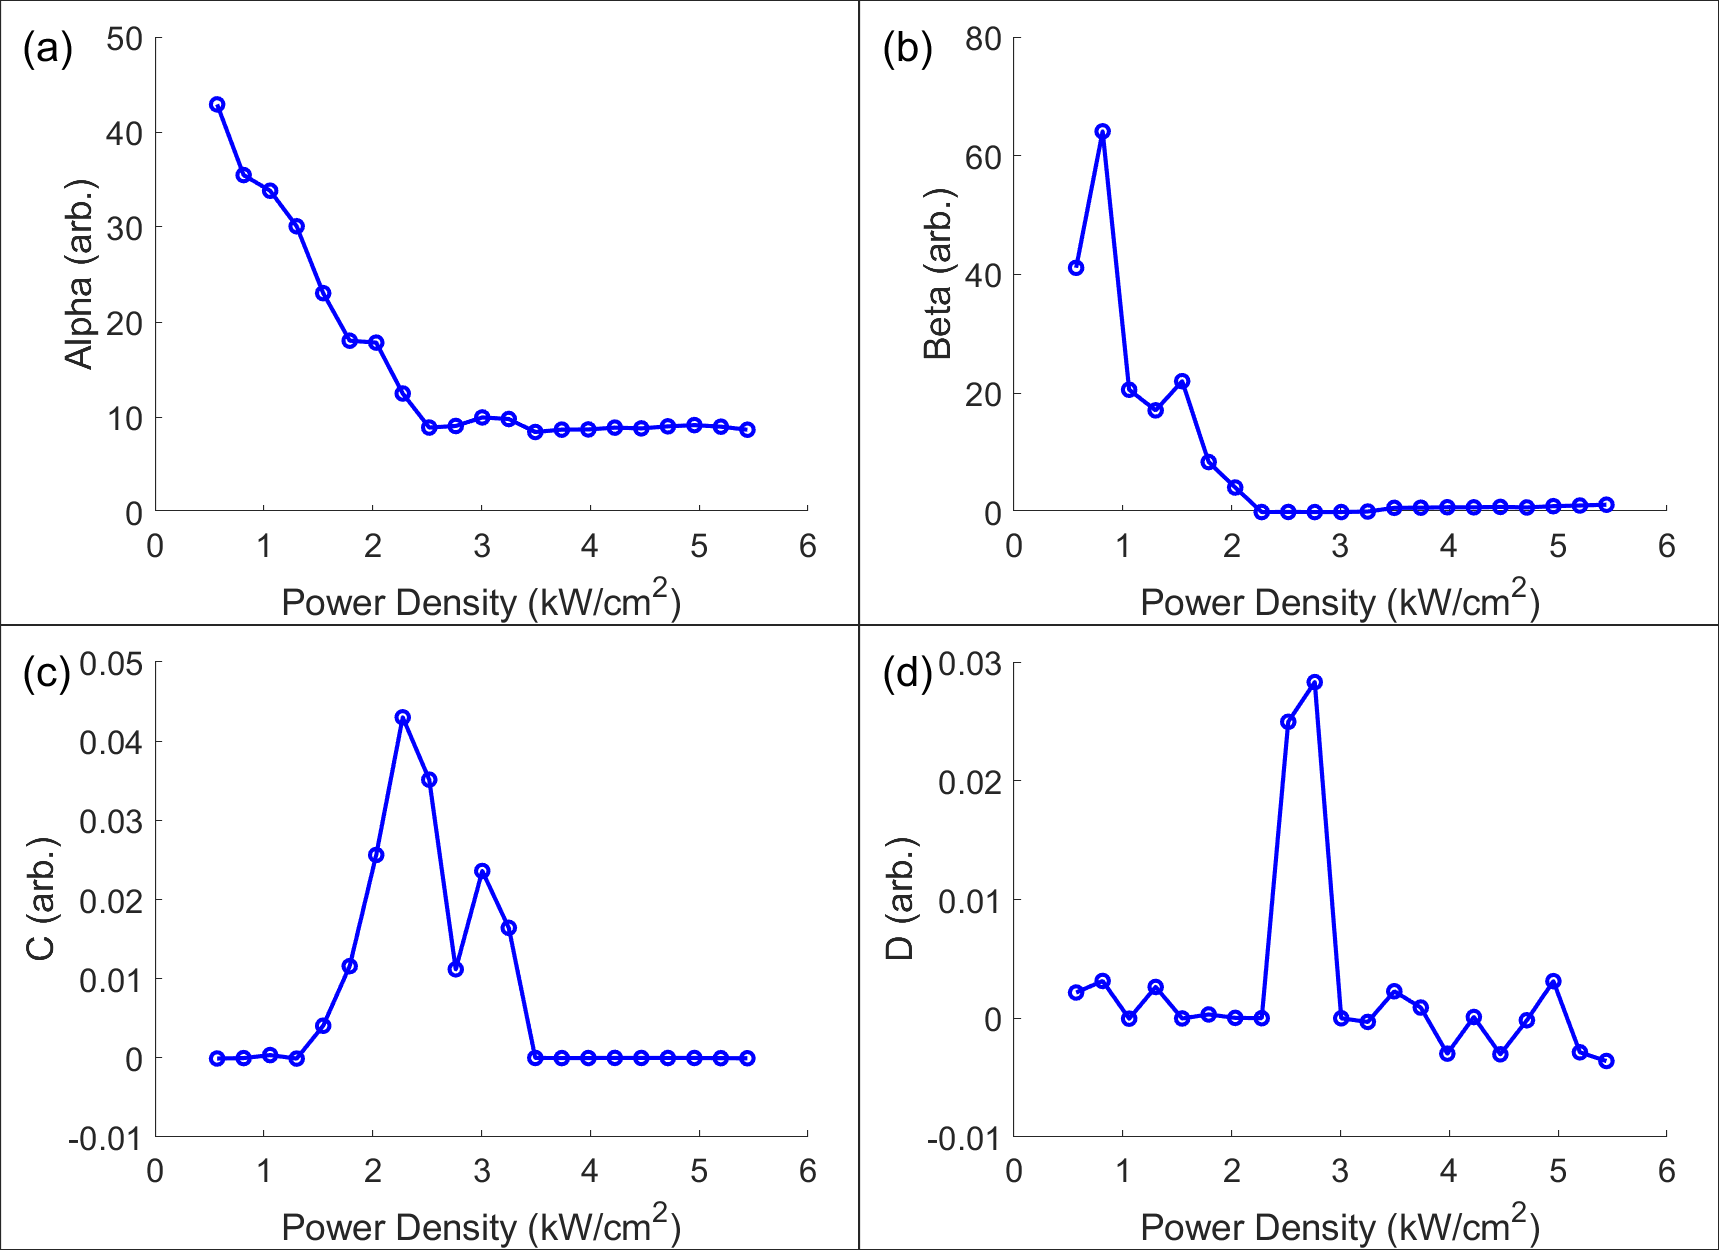 (a)
50
40
30
20
10
0
Alpha (arb.)
0 1 2 3 4 5 6
Power Density (kW/cm²)
(b)
80
60
40
20
0
Beta (arb.)
0 1 2 3 4 5 6
Power Density (kW/cm²)
(c)
0.05
0.04
0.03
0.02
0.01
0
-0.01
C (arb.)
0 1 2 3 4 5 6
Power Density (kW/cm²)
(d)
0.03
0.02
0.01
0
-0.01
D (arb.)
0 1 2 3 4 5 6
Power Density (kW/cm²)